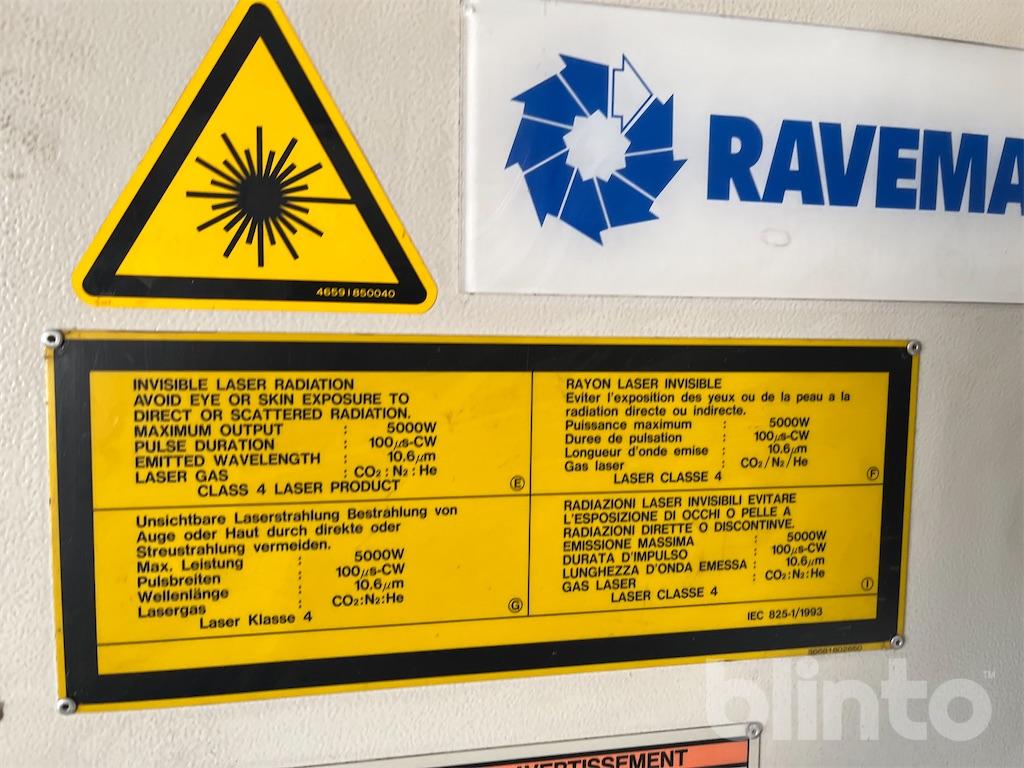 46591850040
RAVEMA
INVISIBLE LASER RADIATION
AVOID EYE OR SKIN EXPOSURE TO
DIRECT OR SCATTERED RADIATION.
MAXIMUM OUTPUT : 5000W
PULSE DURATION : 100μs-CW
EMITTED WAVELENGTH : 10.6μm
LASER GAS : CO₂:N₂:He
CLASS 4 LASER PRODUCT
E
RAYON LASER INVISIBLE
Eviter l'exposition des yeux ou de la peau a la
radiation directe ou indirecte.
Puissance maximum : 5000W
Duree de pulsation : 100μs-CW
Longueur d'onde emise : 10.6μm
Gas laser : CO₂/N₂/He
LASER CLASSE 4
F
Unsichtbare Laserstrahlung Bestrahlung von
Auge oder Haut durch direkte oder
Streustrahlung vermeiden.
Max. Leistung : 5000W
Pulsbreiten : 100μs-CW
Wellenlänge : 10.6μm
Lasergas : CO₂:N₂:He
Laser Klasse 4
G
RADIAZIONI LASER INVISIBILI EVITARE
L'ESPOSIZIONE DI OCCHI O PELLE A
RADIAZIONI DIRETTE O DISCONTINVE.
EMISSIONE MASSIMA : 5000W
DURATA D'IMPULSO : 100μs-CW
LUNGHEZZA D'ONDA EMESSA : 10.6μm
GAS LASER : CO₂:N₂:He
LASER CLASSE 4
I
IEC 825-1/1993
blinto™
AVERTISSEMENT